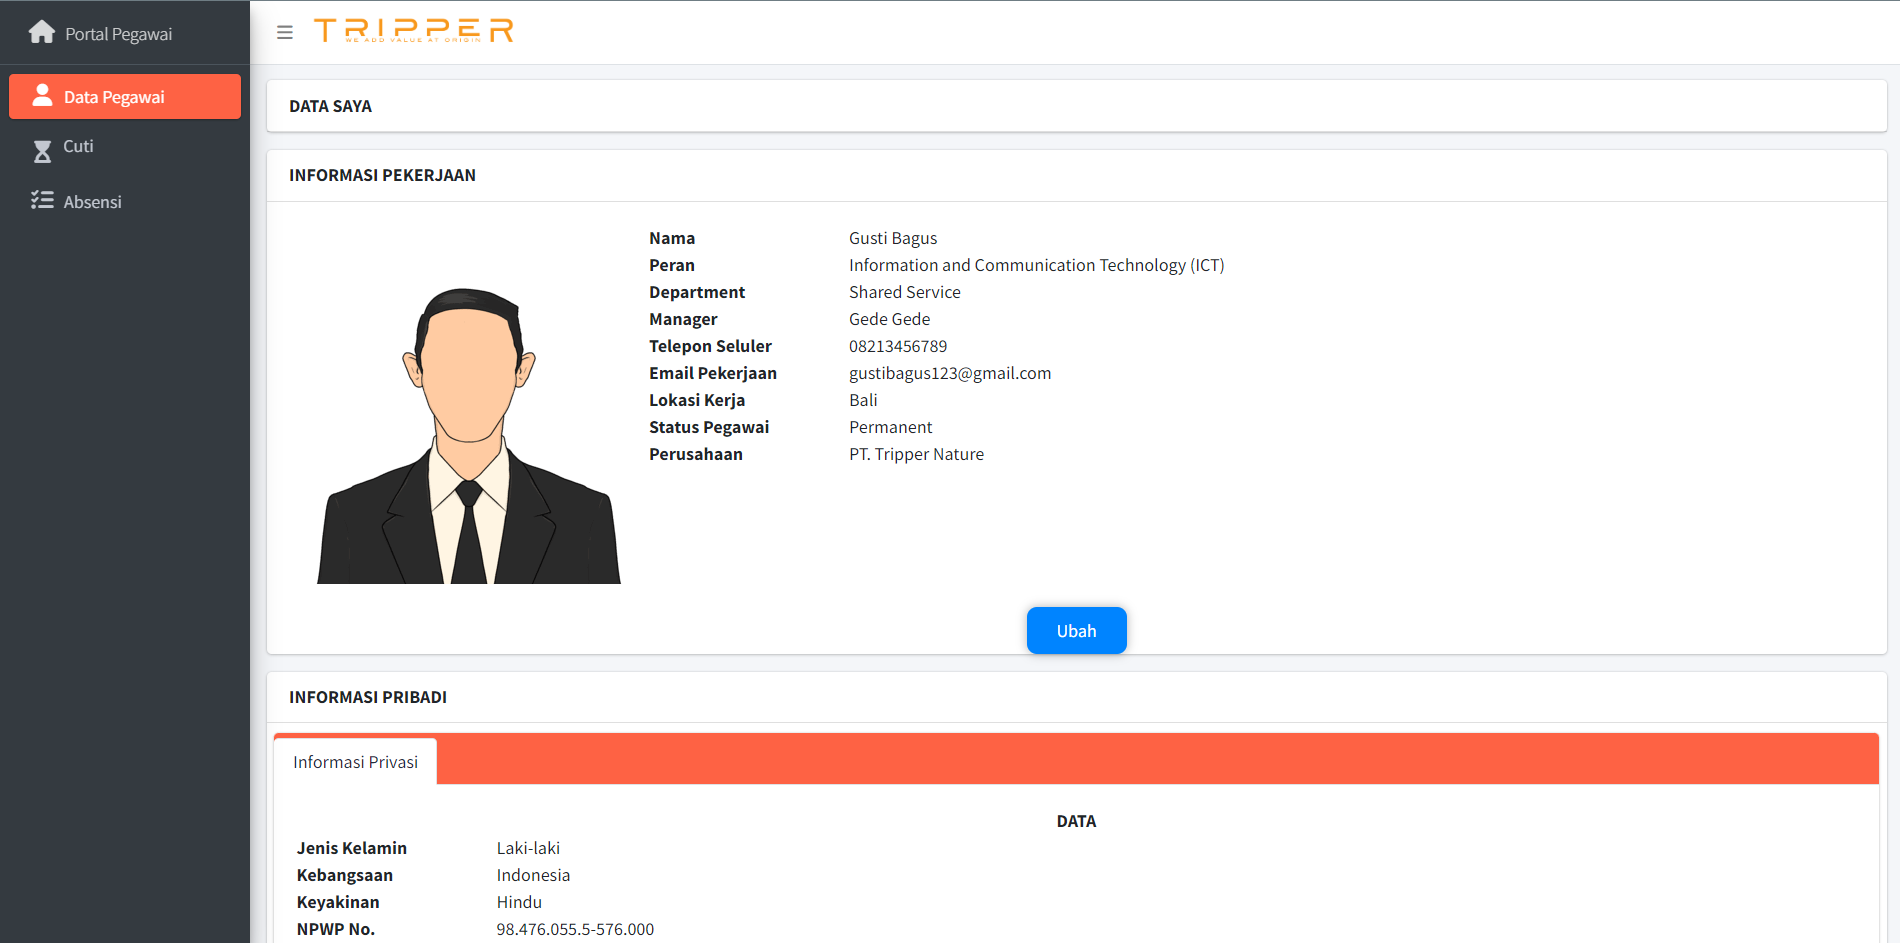 Portal Pegawai
TRIPPER
WE ADD VALUE AT ORIGIN
Data Pegawai
Cuti
Absensi
DATA SAYA
INFORMASI PEKERJAAN
Nama Gusti Bagus
Peran Information and Communication Technology (ICT)
Department Shared Service
Manager Gede Gede
Telepon Seluler 08213456789
Email Pekerjaan gustibagus123@gmail.com
Lokasi Kerja Bali
Status Pegawai Permanent
Perusahaan PT. Tripper Nature
Ubah
INFORMASI PRIBADI
Informasi Privasi
DATA
Jenis Kelamin Laki-laki
Kebangsaan Indonesia
Keyakinan Hindu
NPWP No. 98.476.055.5-576.000